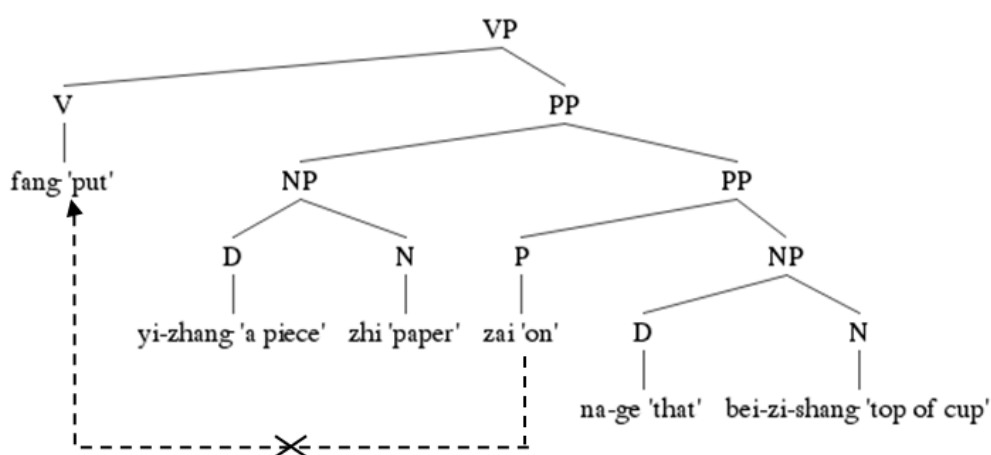 VP
V PP
fang 'put' NP PP
D N P NP
yi-zhang 'a piece' zhi 'paper' zai 'on' D N
na-ge 'that' bei-zi-shang 'top of cup'